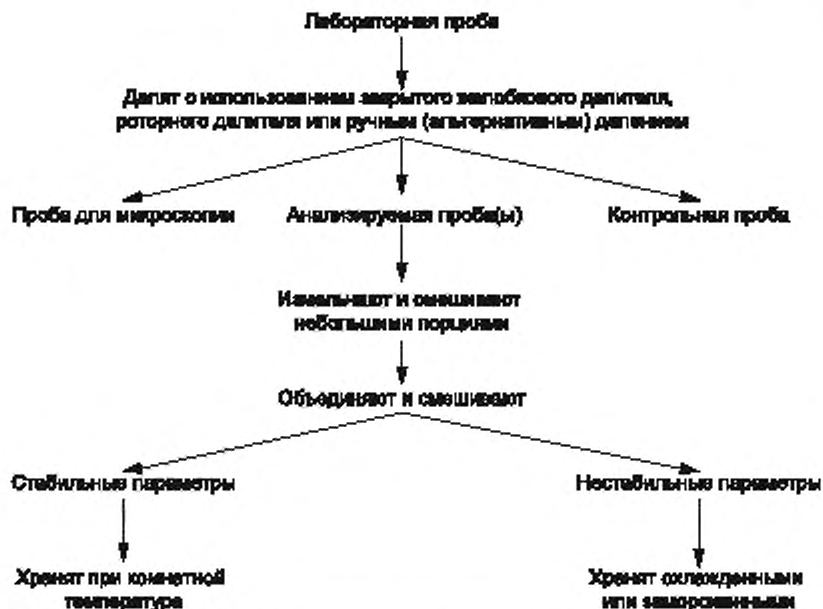 Лабораторная проба
Делят с использованием закрытого желобкового делителя,
роторного делителя или ручным (альтернативным) делением
Проба для микроскопии
Анализируемая проба(ы)
Контрольная проба
Измельчают и смешивают
небольшими порциями
Объединяют и смешивают
Стабильные параметры
Нестабильные параметры
Хранят при комнатной
температуре
Хранят охлажденными
или замороженными